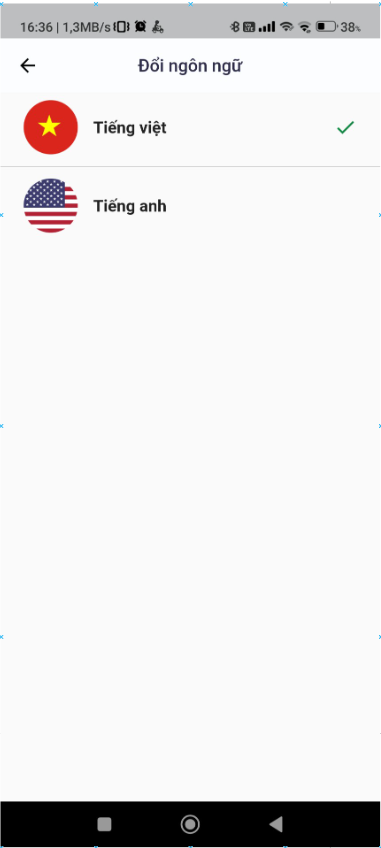 16:36 | 1,3MB/s 38%
Đổi ngôn ngữ
Tiếng việt
Tiếng anh